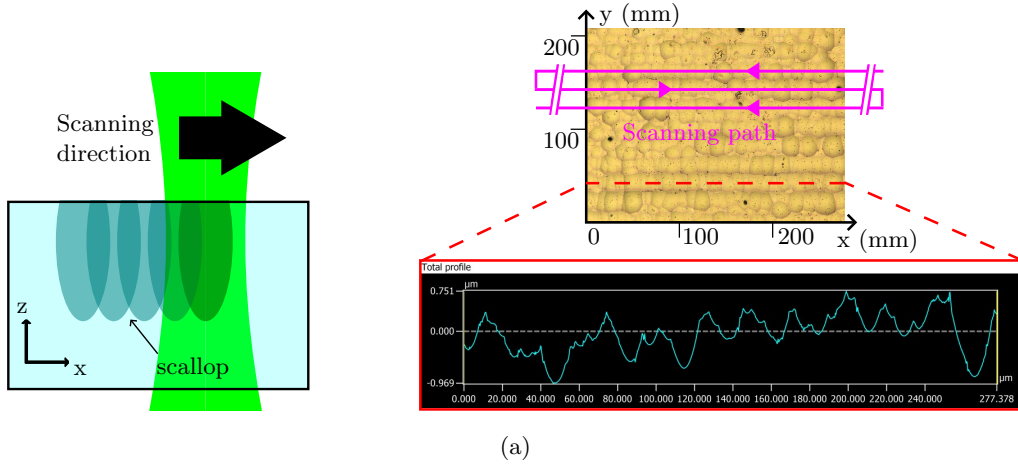 Scanning
direction
z
x
scallop
y (mm)
200
100
Scanning path
0
100
200
x (mm)
Total profile
µm
0.751
0.000
-0.969
µm
0.000
20.000
40.000
60.000
80.000
100.000
120.000
140.000
160.000
180.000
200.000
220.000
240.000
277.378
(a)